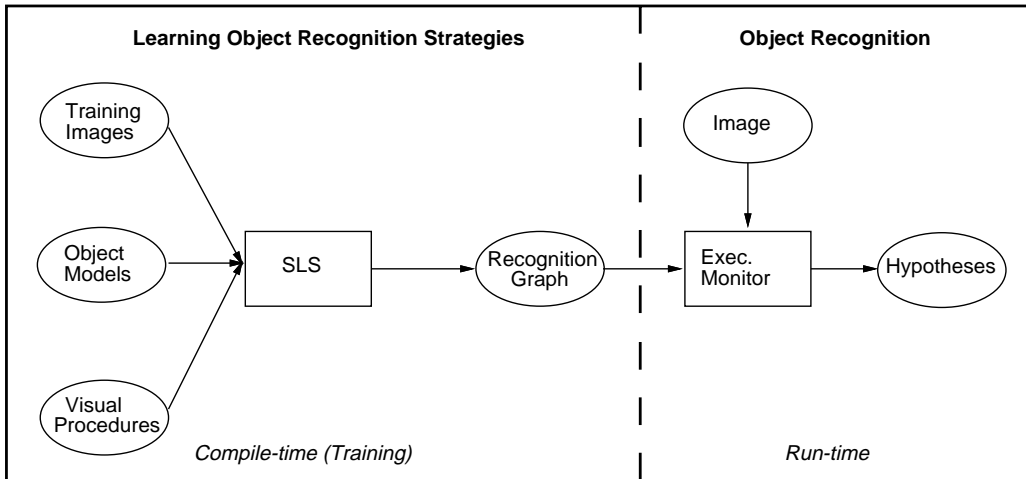 Learning Object Recognition Strategies
Object Recognition
Training
Images
Image
Object
Models
SLS
Recognition
Graph
Exec.
Monitor
Hypotheses
Visual
Procedures
Compile-time (Training)
Run-time